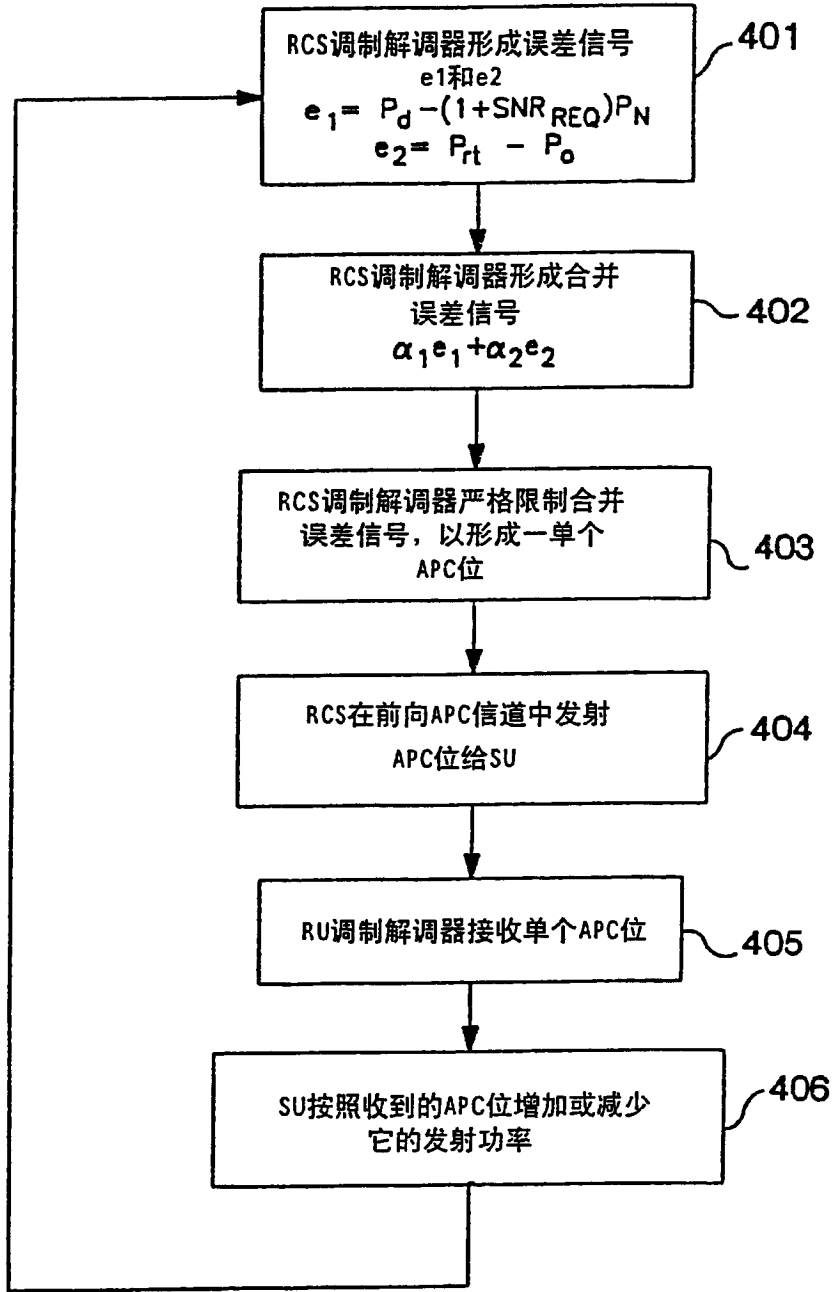 RCS调制解调器形成误差信号
e1和e2
e₁= P_d-(1+SNR_REQ)P_N
e₂= P_rt - P_o
401
RCS调制解调器形成合并
误差信号
α₁e₁+α₂e₂
402
RCS调制解调器严格限制合并
误差信号，以形成一单个
APC位
403
RCS在前向APC信道中发射
APC位给SU
404
RU调制解调器接收单个APC位
405
SU按照收到的APC位增加或减少
它的发射功率
406